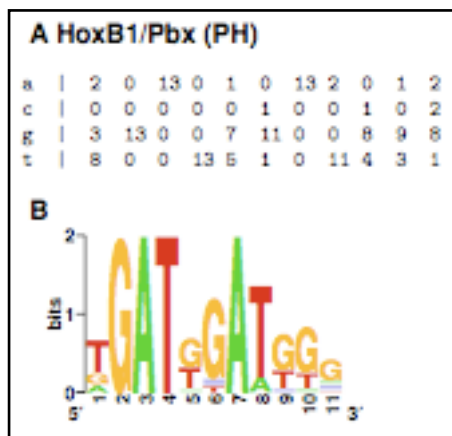 A HoxB1/Pbx (PH)
a | 2 0 13 0 1 0 13 2 0 1 2
c | 0 0 0 0 0 1 0 0 1 0 2
g | 3 13 0 0 7 11 0 0 8 9 8
t | 8 0 0 13 5 1 0 11 4 3 1
B
2
bits
1
0
TGATGGATGGG
5′ 1 2 3 4 5 6 7 8 9 10 11 3′